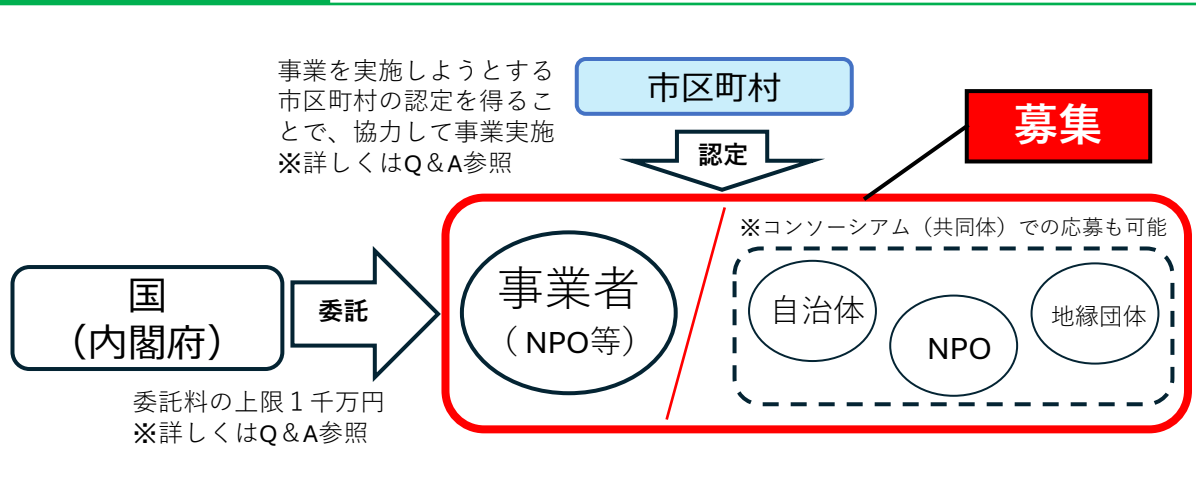 事業を実施しようとする
市区町村の認定を得るこ
とで、協力して事業実施
※詳しくはQ&A参照
市区町村
認定
募集
※コンソーシアム（共同体）での応募も可能
国
（内閣府）
委託
事業者
（NPO等）
自治体
NPO
地縁団体
委託料の上限１千万円
※詳しくはQ&A参照